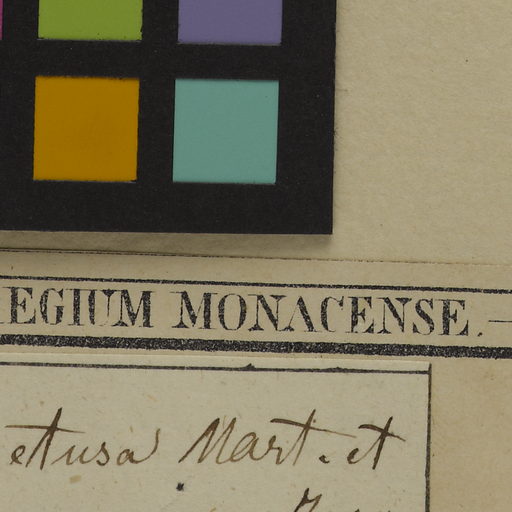 EGIUM MONACENSE.—
etusa Mart. et